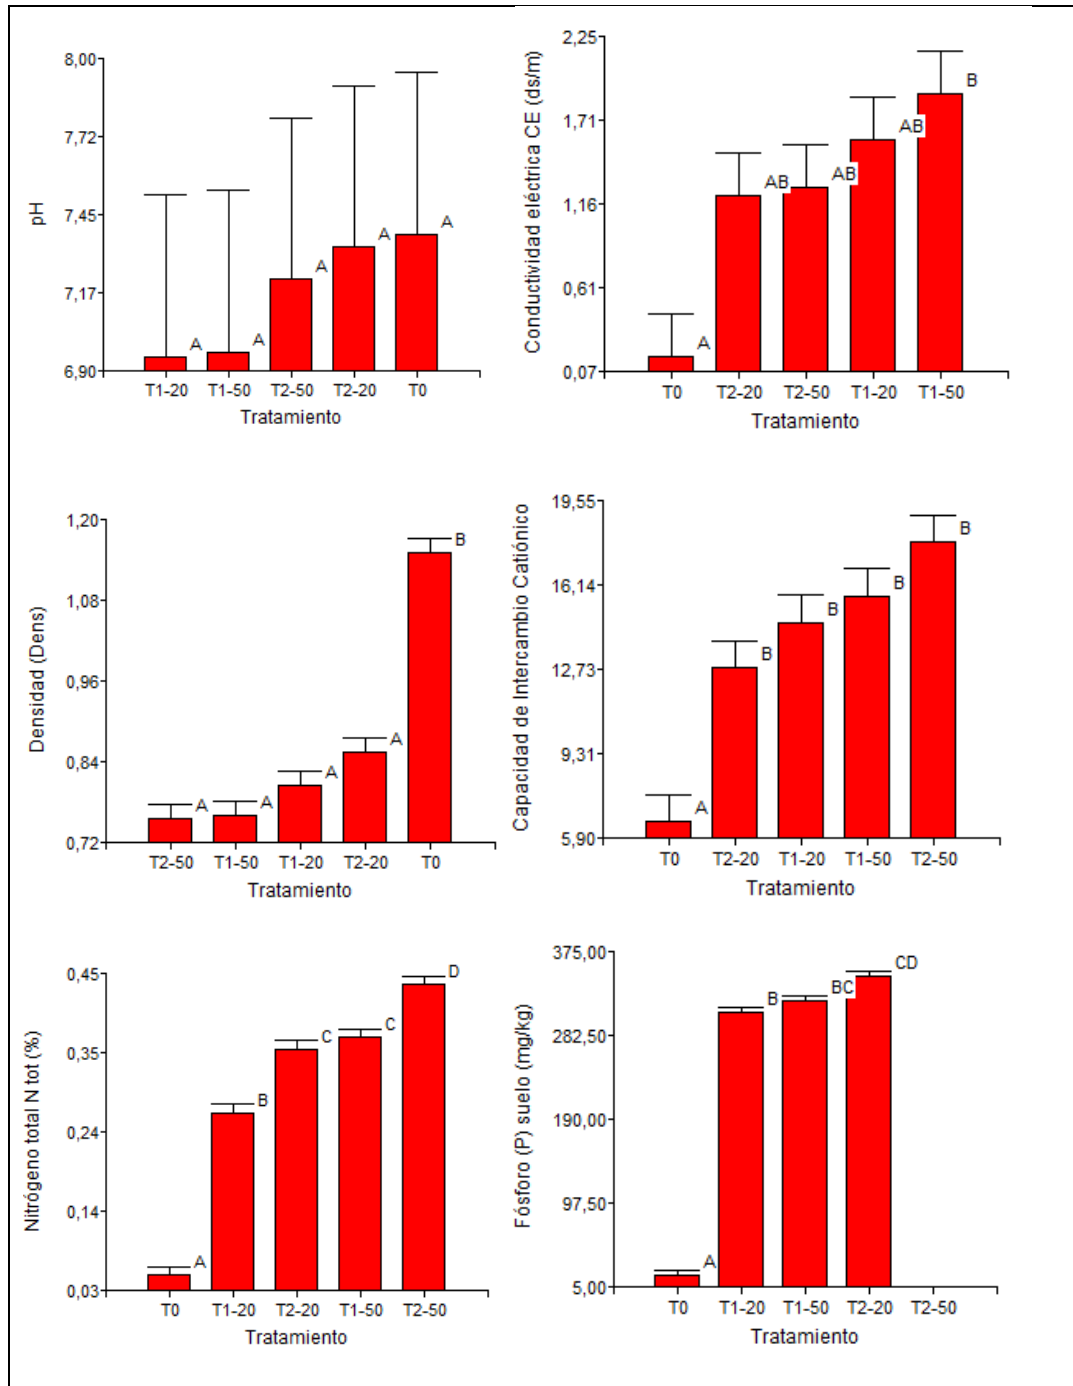 8,00
7,72
7,45
7,17
6,90
pH
A
A
A
A
A
T1-20 T1-50 T2-50 T2-20 T0
Tratamiento
2,25
1,71
1,16
0,61
0,07
Conductividad eléctrica CE (ds/m)
A
AB
AB
AB
B
T0 T2-20 T2-50 T1-20 T1-50
Tratamiento
1,20
1,08
0,96
0,84
0,72
Densidad (Dens)
A
A
A
A
B
T2-50 T1-50 T1-20 T2-20 T0
Tratamiento
19,55
16,14
12,73
9,31
5,90
Capacidad de Intercambio Catiónico
A
B
B
B
B
T0 T2-20 T1-20 T1-50 T2-50
Tratamiento
0,45
0,35
0,24
0,14
0,03
Nitrógeno total N tot (%)
A
B
C
C
D
T0 T1-20 T2-20 T1-50 T2-50
Tratamiento
375,00
282,50
190,00
97,50
5,00
Fósforo (P) suelo (mg/kg)
A
B
BC
CD
T0 T1-20 T1-50 T2-20 T2-50
Tratamiento